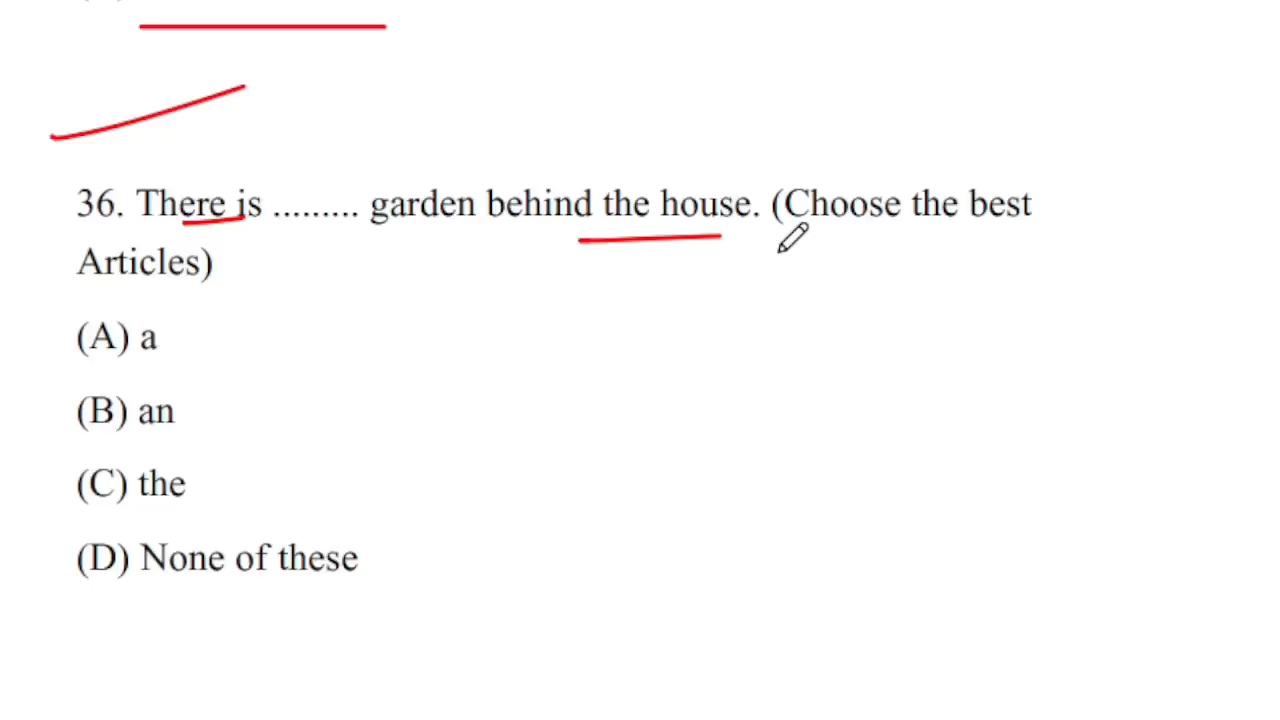 36. There is ......... garden behind the house. (Choose the best
Articles)
(A) a
(B) an
(C) the
(D) None of these